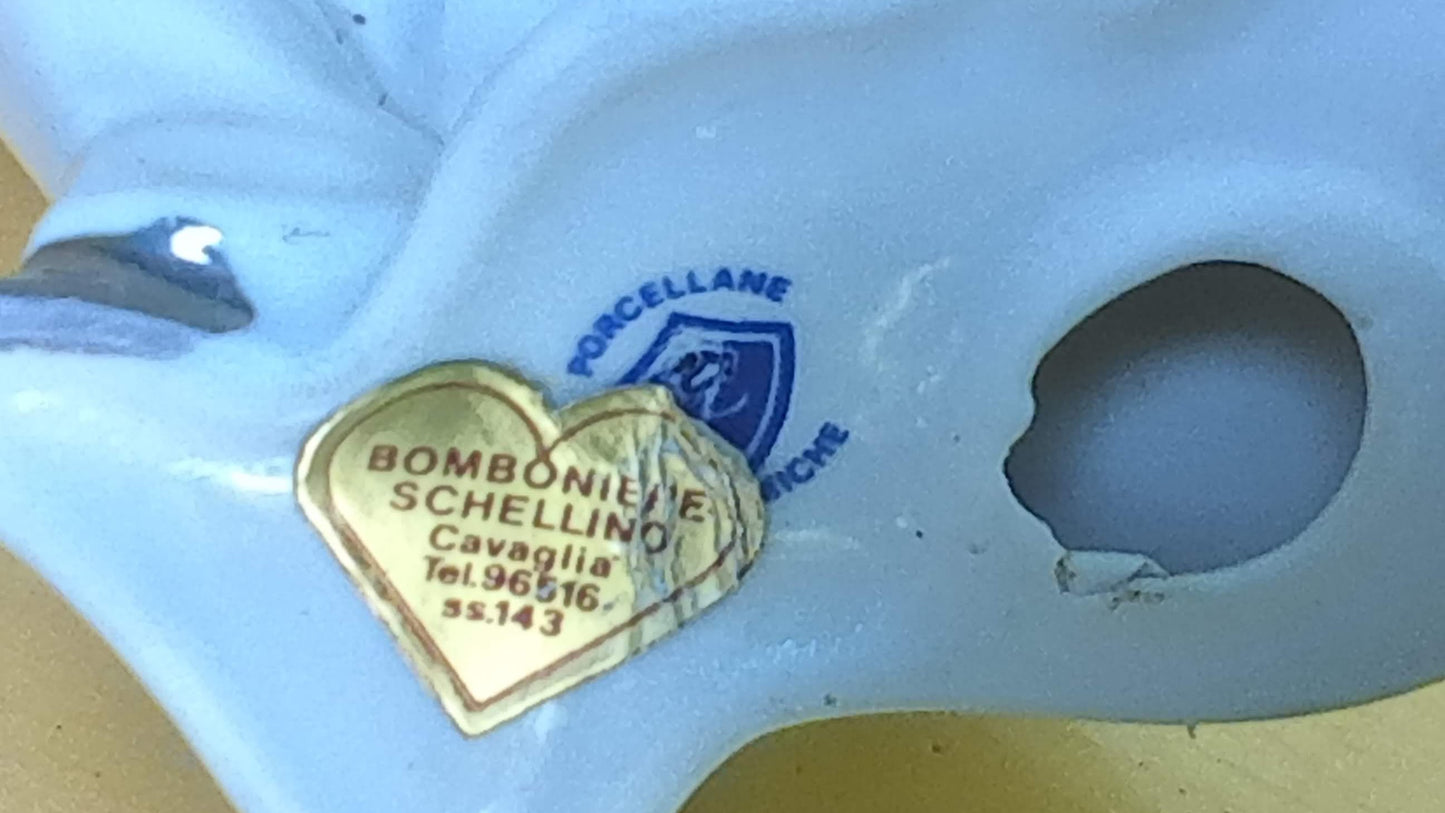 PORCELLANE
BOMBONIERE
SCHELLINO
Cavaglia
Tel.96516
ss.143